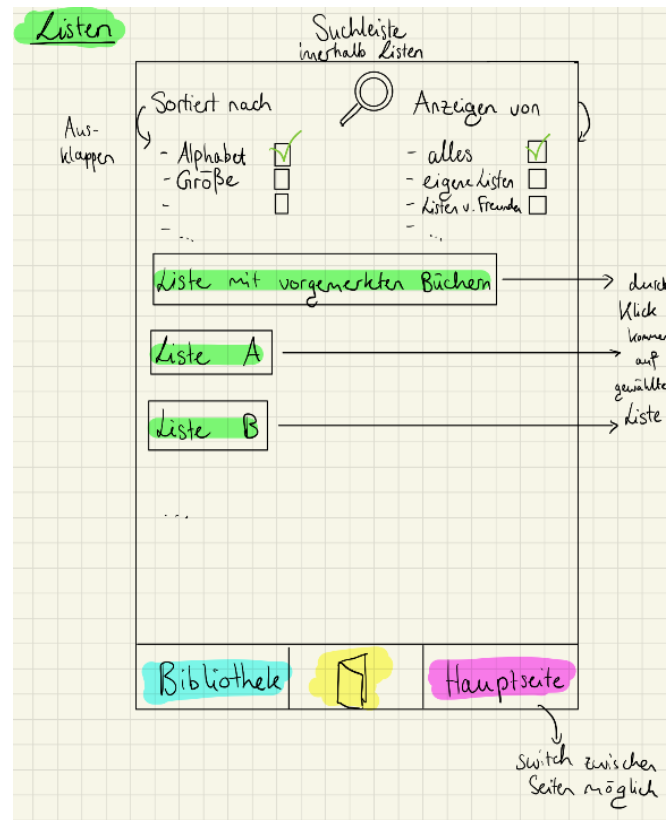 Listen
Suchleiste
innerhalb Listen
Sortiert nach
Anzeigen von
Aus-
klappen
- Alphabet
- Größe
-
- ...
- alles
- eigene Listen
- Listen v. Freunden
- ...
Liste mit vorgemerkten Büchern
Liste A
Liste B
...
durch
Klick
kommen
auf
gewählte
Liste
Bibliothek
Hauptseite
switch zwischen
Seiten möglich